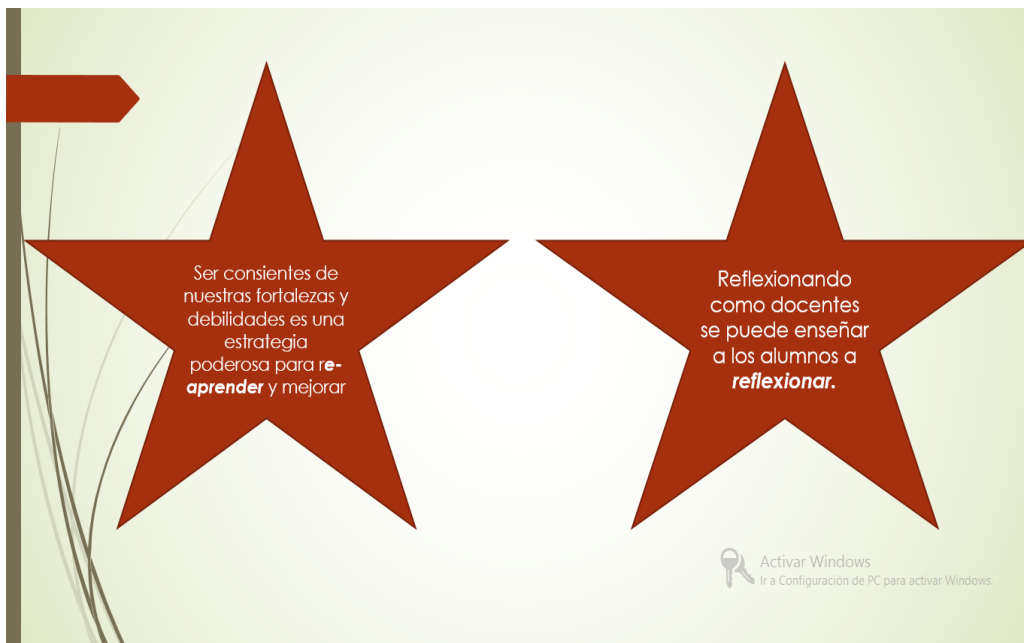 Ser consientes de
nuestras fortalezas y
debilidades es una
estrategia
poderosa para re-
aprender y mejorar
Reflexionando
como docentes
se puede enseñar
a los alumnos a
reflexionar.
Activar Windows
Ir a Configuración de PC para activar Windows.